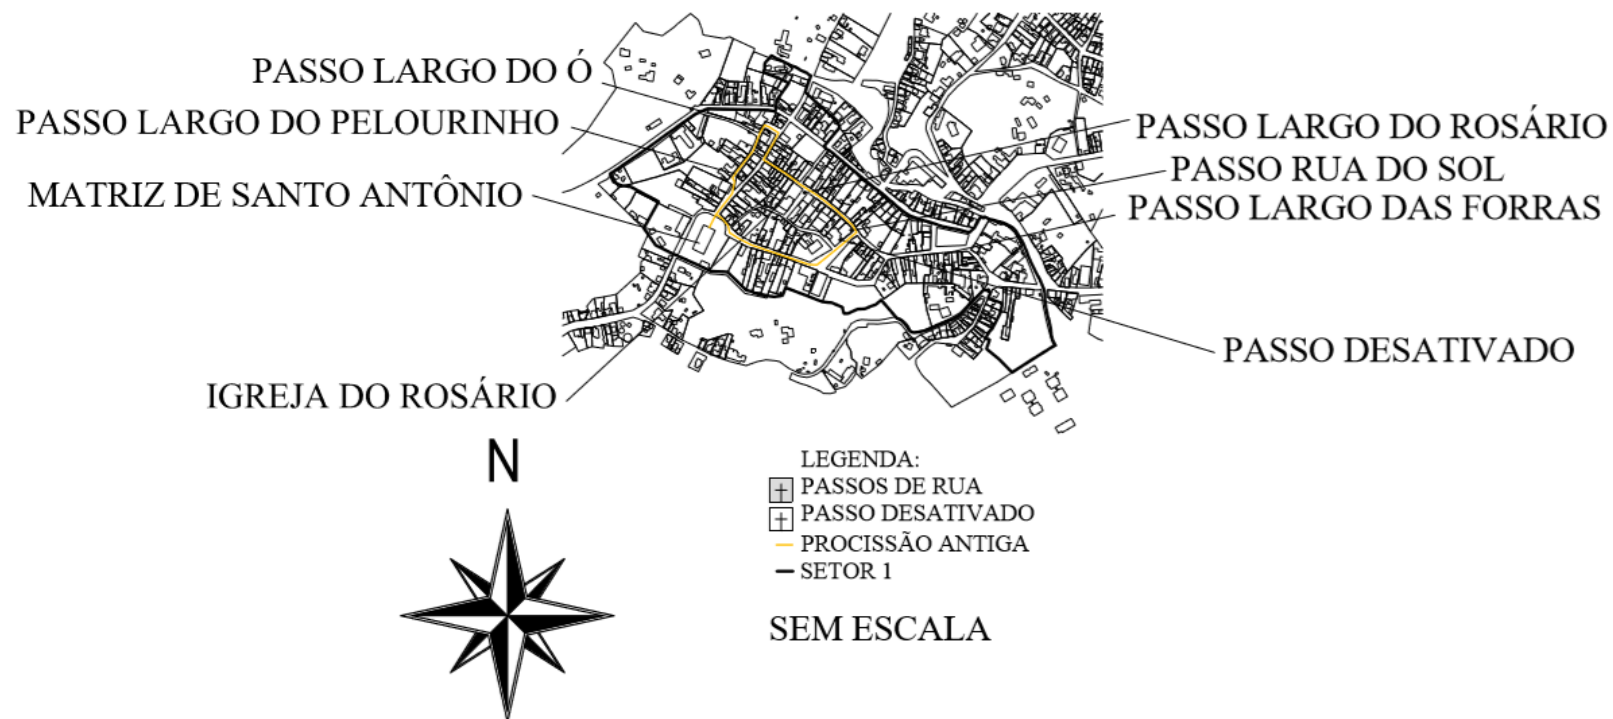 PASSO LARGO DO Ó
PASSO LARGO DO PELOURINHO
MATRIZ DE SANTO ANTÔNIO
IGREJA DO ROSÁRIO
PASSO LARGO DO ROSÁRIO
PASSO RUA DO SOL
PASSO LARGO DAS FORRAS
PASSO DESATIVADO
N
LEGENDA:
PASSOS DE RUA
PASSO DESATIVADO
PROCISSÃO ANTIGA
SETOR 1
SEM ESCALA